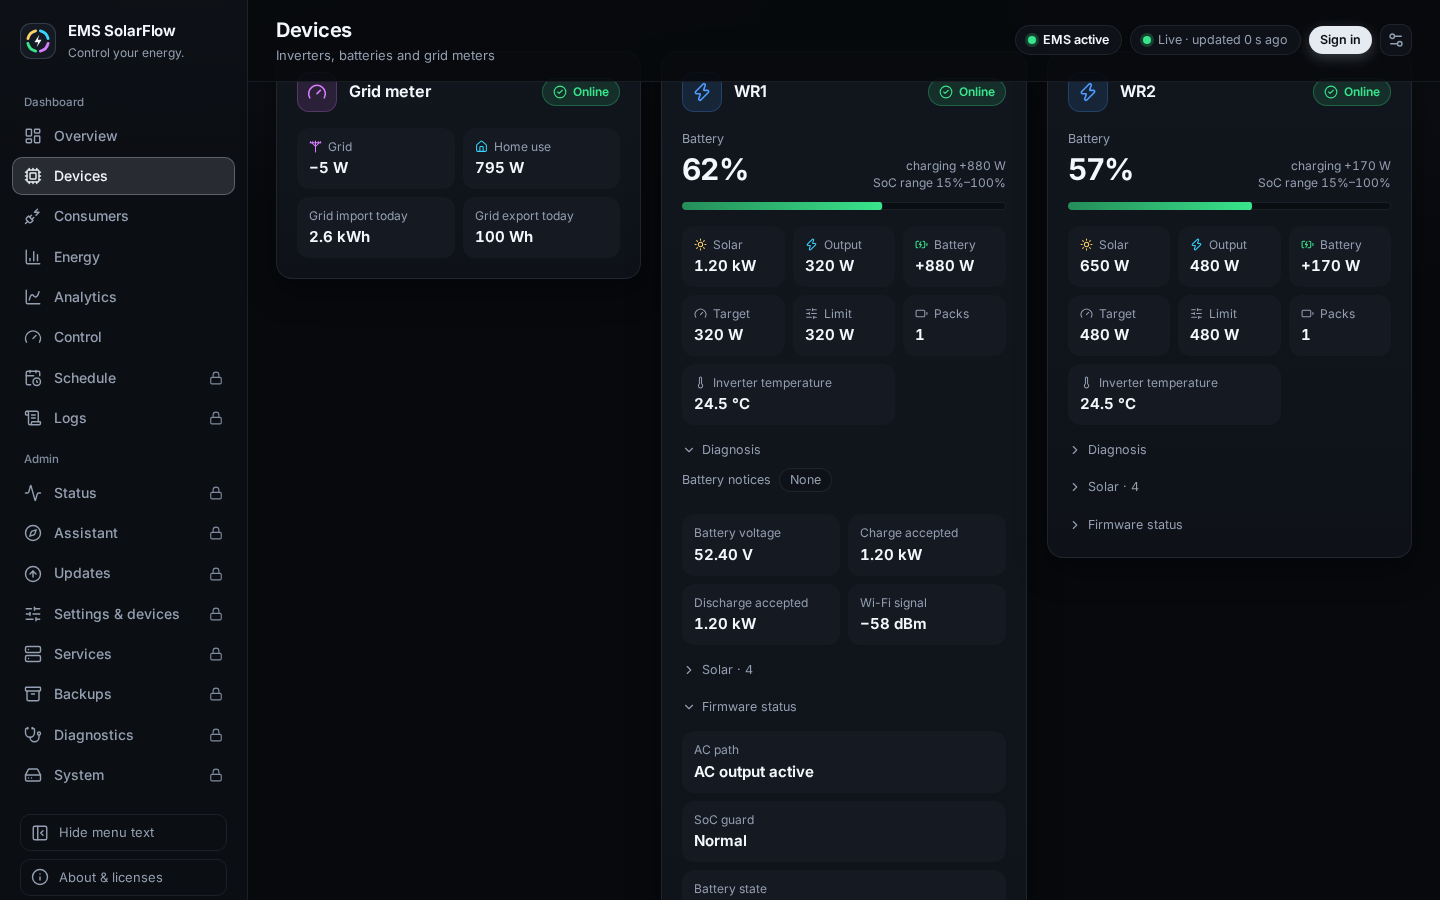 EMS SolarFlow
Control your energy.
Dashboard
Overview
Devices
Consumers
Energy
Analytics
Control
Schedule
Logs
Admin
Status
Assistant
Updates
Settings & devices
Services
Backups
Diagnostics
System
Hide menu text
About & licenses
Devices
Inverters, batteries and grid meters
EMS active
Live · updated 0 s ago
Sign in
Grid meter
Online
Grid
−5 W
Home use
795 W
Grid import today
2.6 kWh
Grid export today
100 Wh
WR1
Online
Battery
62%
charging +880 W
SoC range 15%–100%
Solar
1.20 kW
Output
320 W
Battery
+880 W
Target
320 W
Limit
320 W
Packs
1
Inverter temperature
24.5 °C
Diagnosis
Battery notices
None
Battery voltage
52.40 V
Charge accepted
1.20 kW
Discharge accepted
1.20 kW
Wi-Fi signal
−58 dBm
Solar · 4
Firmware status
AC path
AC output active
SoC guard
Normal
Battery state
WR2
Online
Battery
57%
charging +170 W
SoC range 15%–100%
Solar
650 W
Output
480 W
Battery
+170 W
Target
480 W
Limit
480 W
Packs
1
Inverter temperature
24.5 °C
Diagnosis
Solar · 4
Firmware status